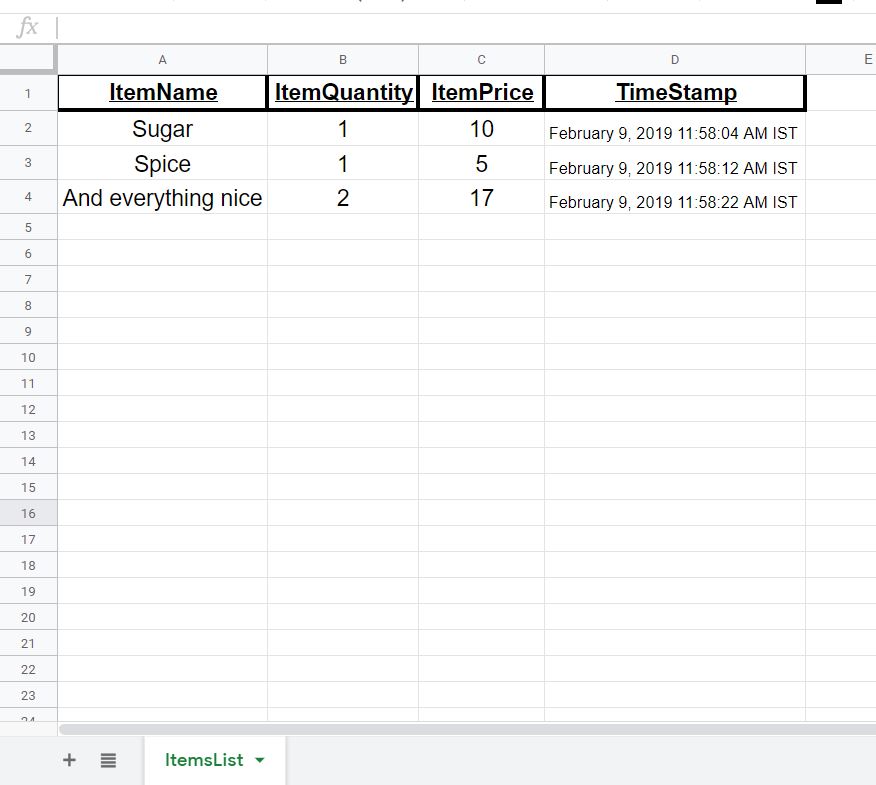 fx
A B C D E
1 ItemName ItemQuantity ItemPrice TimeStamp
2 Sugar 1 10 February 9, 2019 11:58:04 AM IST
3 Spice 1 5 February 9, 2019 11:58:12 AM IST
4 And everything nice 2 17 February 9, 2019 11:58:22 AM IST
5
6
7
8
9
10
11
12
13
14
15
16
17
18
19
20
21
22
23
24
+ ItemsList